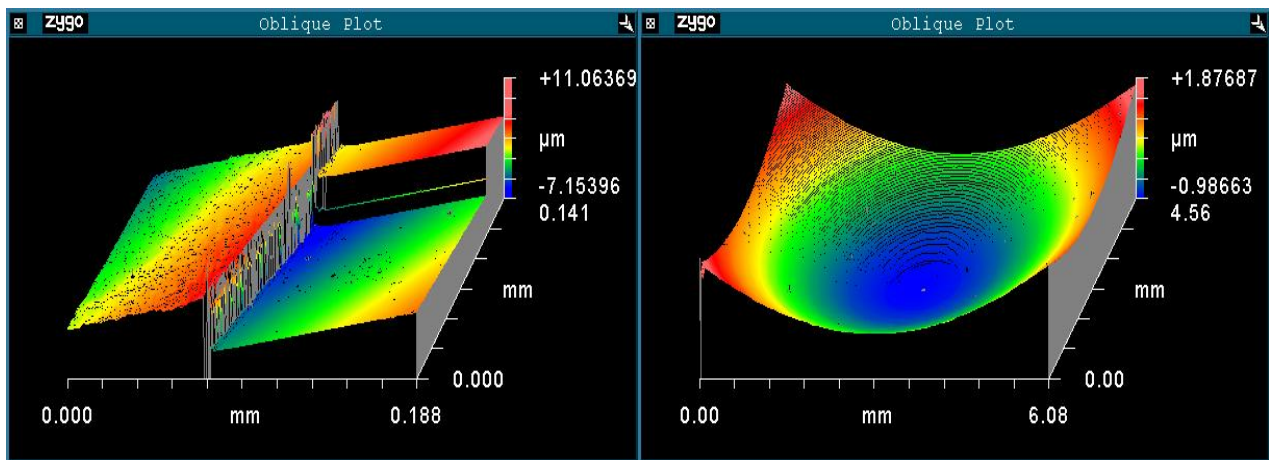 zygo Oblique Plot
+11.06369
µm
-7.15396
0.141
mm
0.000
0.000 mm 0.188
zygo Oblique Plot
+1.87687
µm
-0.98663
4.56
mm
0.00
0.00 mm 6.08